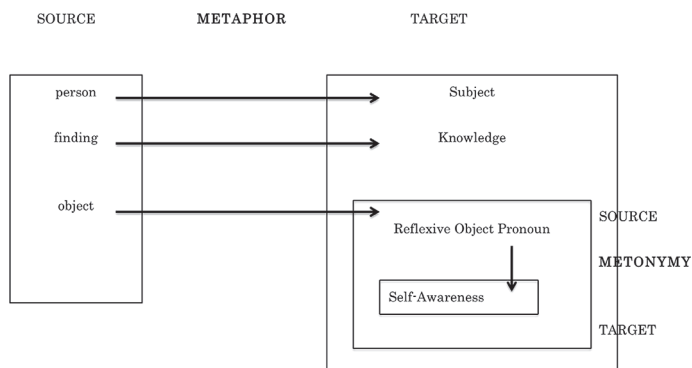 SOURCE METAPHOR TARGET
person Subject
finding Knowledge
object
SOURCE
Reflexive Object Pronoun
METONYMY
Self-Awareness
TARGET